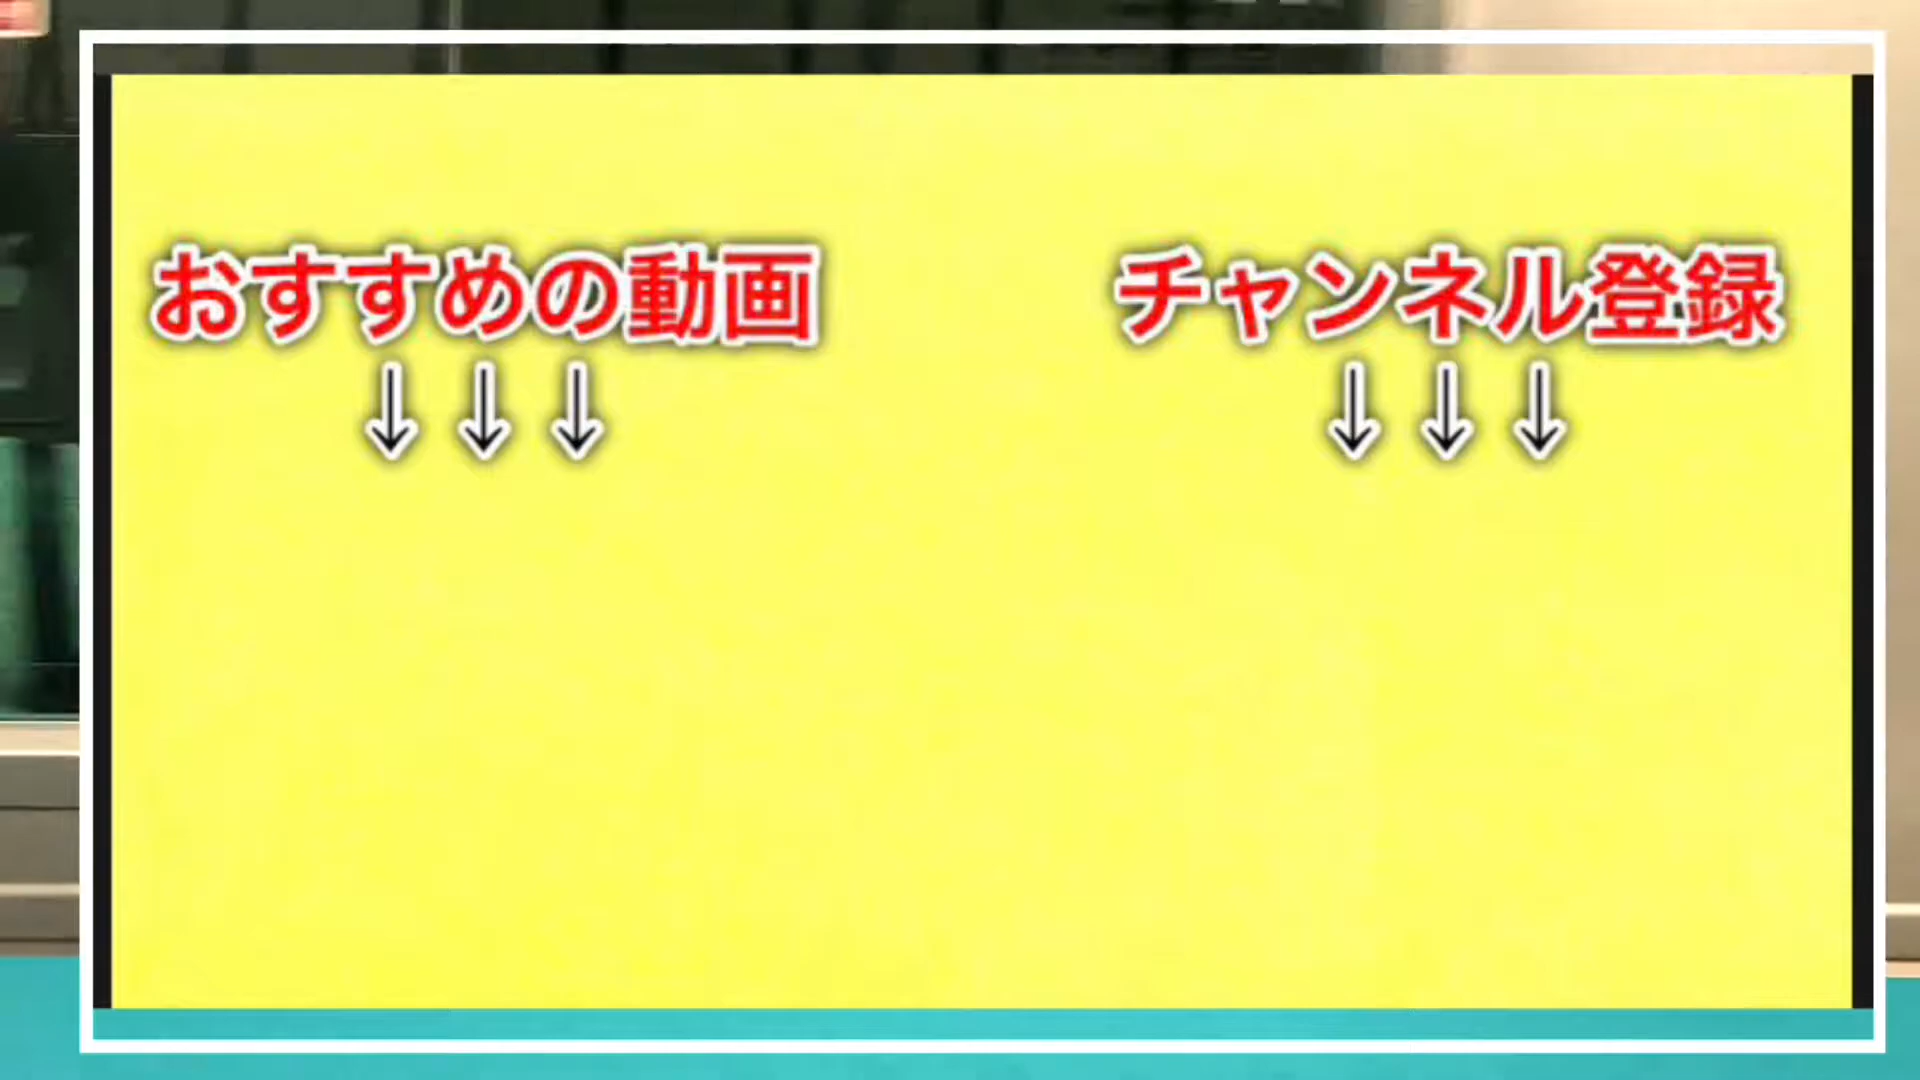 おすすめの動画
↓ ↓ ↓
チャンネル登録
↓ ↓ ↓